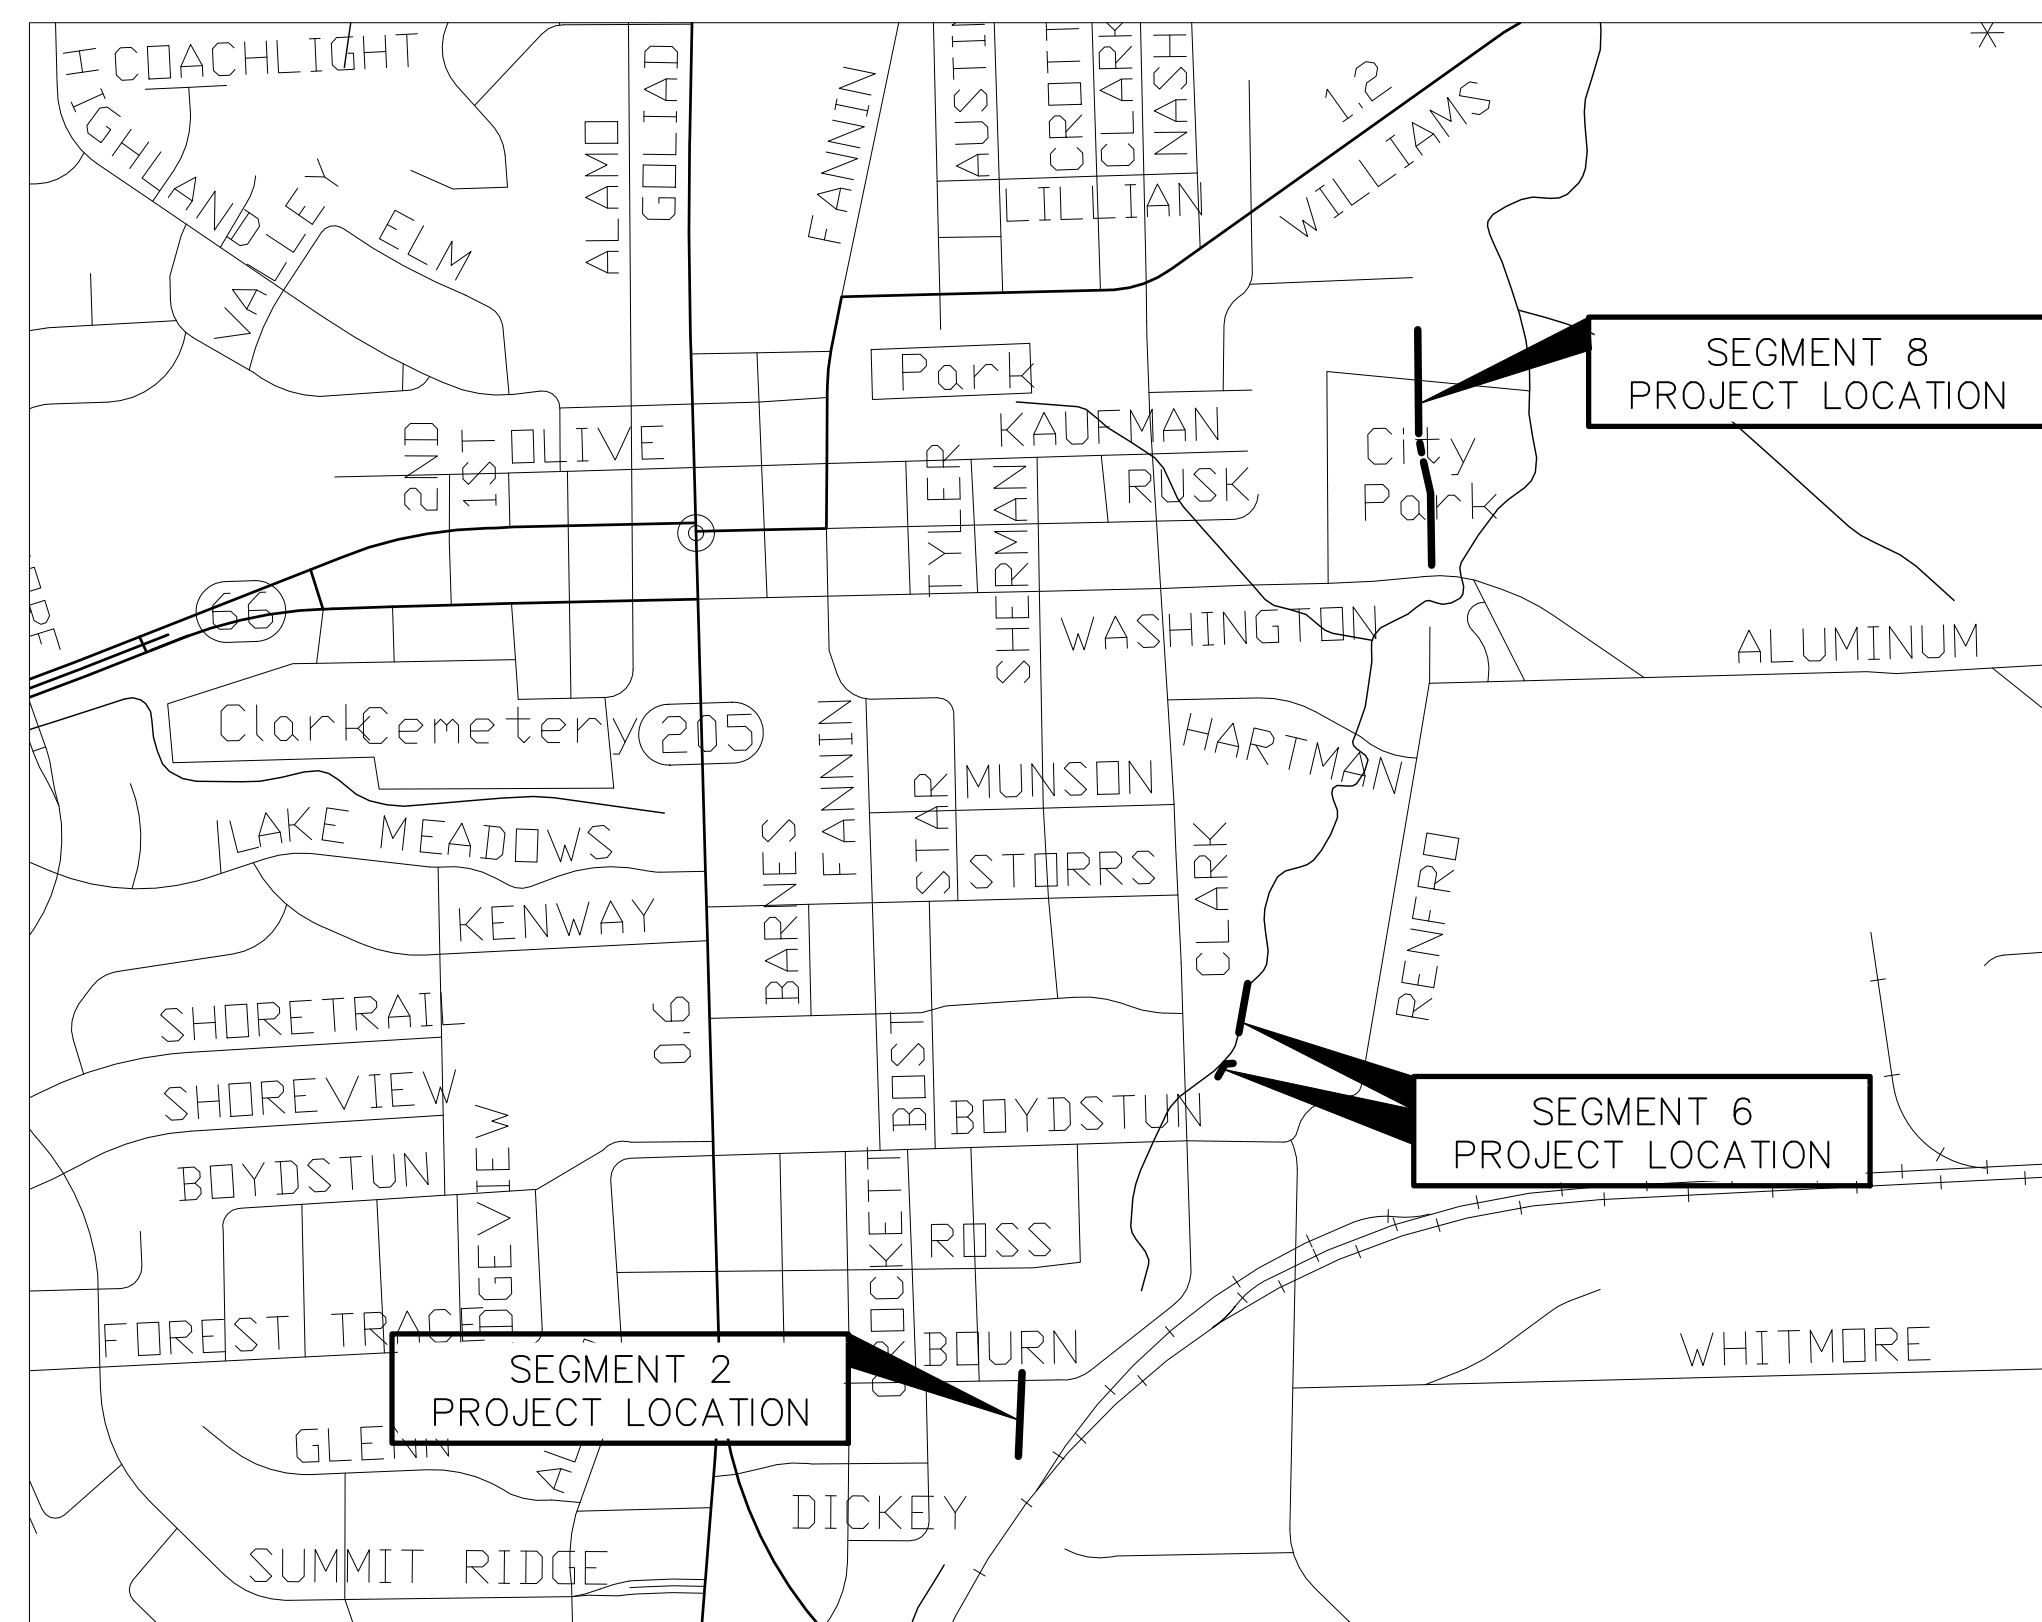 COACHLIGHT
HIGHLAND
VALLEY
ELM
ALAMO
GOLIAD
FANNIN
AUSTIN
CROTT
CLARK
NASH
LILLIAN
1.2
WILLIAMS
SEGMENT 8
PROJECT LOCATION
Park
2ND
1ST
OLIVE
KAUFMAN
TYLER
SHERMAN
RUSK
City
Park
66
WASHINGTON
ALUMINUM
Clark Cemetery
205
HARTMAN
FANNIN
STAR
MUNSON
LAKE MEADOWS
BARNES
STORRS
CLARK
RENFRO
KENWAY
SHORETRAIL
0.6
SHOREVIEW
BOST
BOYDSTUN
SEGMENT 6
PROJECT LOCATION
BOYDSTUN
DGEVIEW
CROCKETT
ROSS
FOREST TRACE
BOURN
WHITMORE
SEGMENT 2
PROJECT LOCATION
GLENN
DICKEY
SUMMIT RIDGE